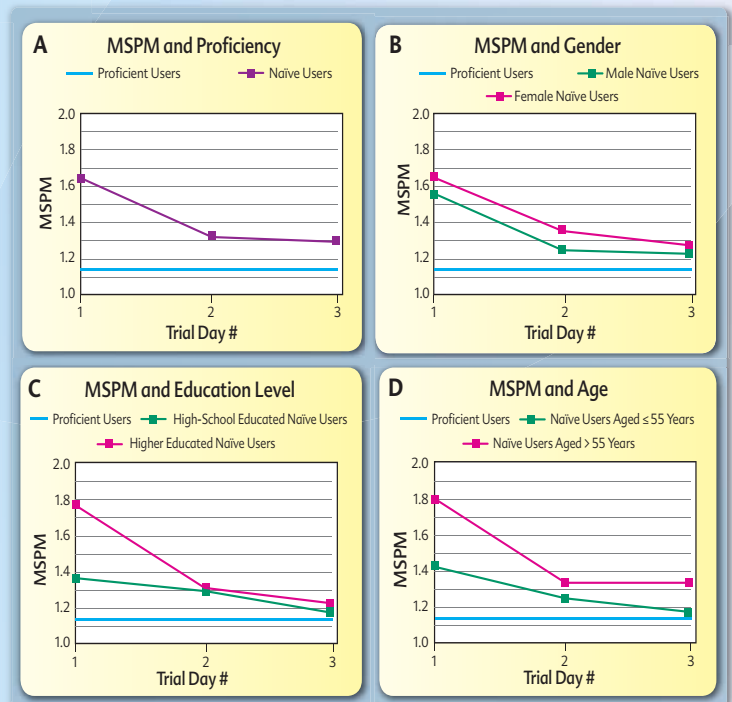 A
MSPM and Proficiency
Proficient Users
Naïve Users
2.0
1.8
1.6
1.4
1.2
1.0
MSPM
1
2
3
Trial Day #
B
MSPM and Gender
Proficient Users
Male Naïve Users
Female Naïve Users
2.0
1.8
1.6
1.4
1.2
1.0
MSPM
1
2
3
Trial Day #
C
MSPM and Education Level
Proficient Users
High-School Educated Naïve Users
Higher Educated Naïve Users
2.0
1.8
1.6
1.4
1.2
1.0
MSPM
1
2
3
Trial Day #
D
MSPM and Age
Proficient Users
Naïve Users Aged ≤ 55 Years
Naïve Users Aged > 55 Years
2.0
1.8
1.6
1.4
1.2
1.0
MSPM
1
2
3
Trial Day #